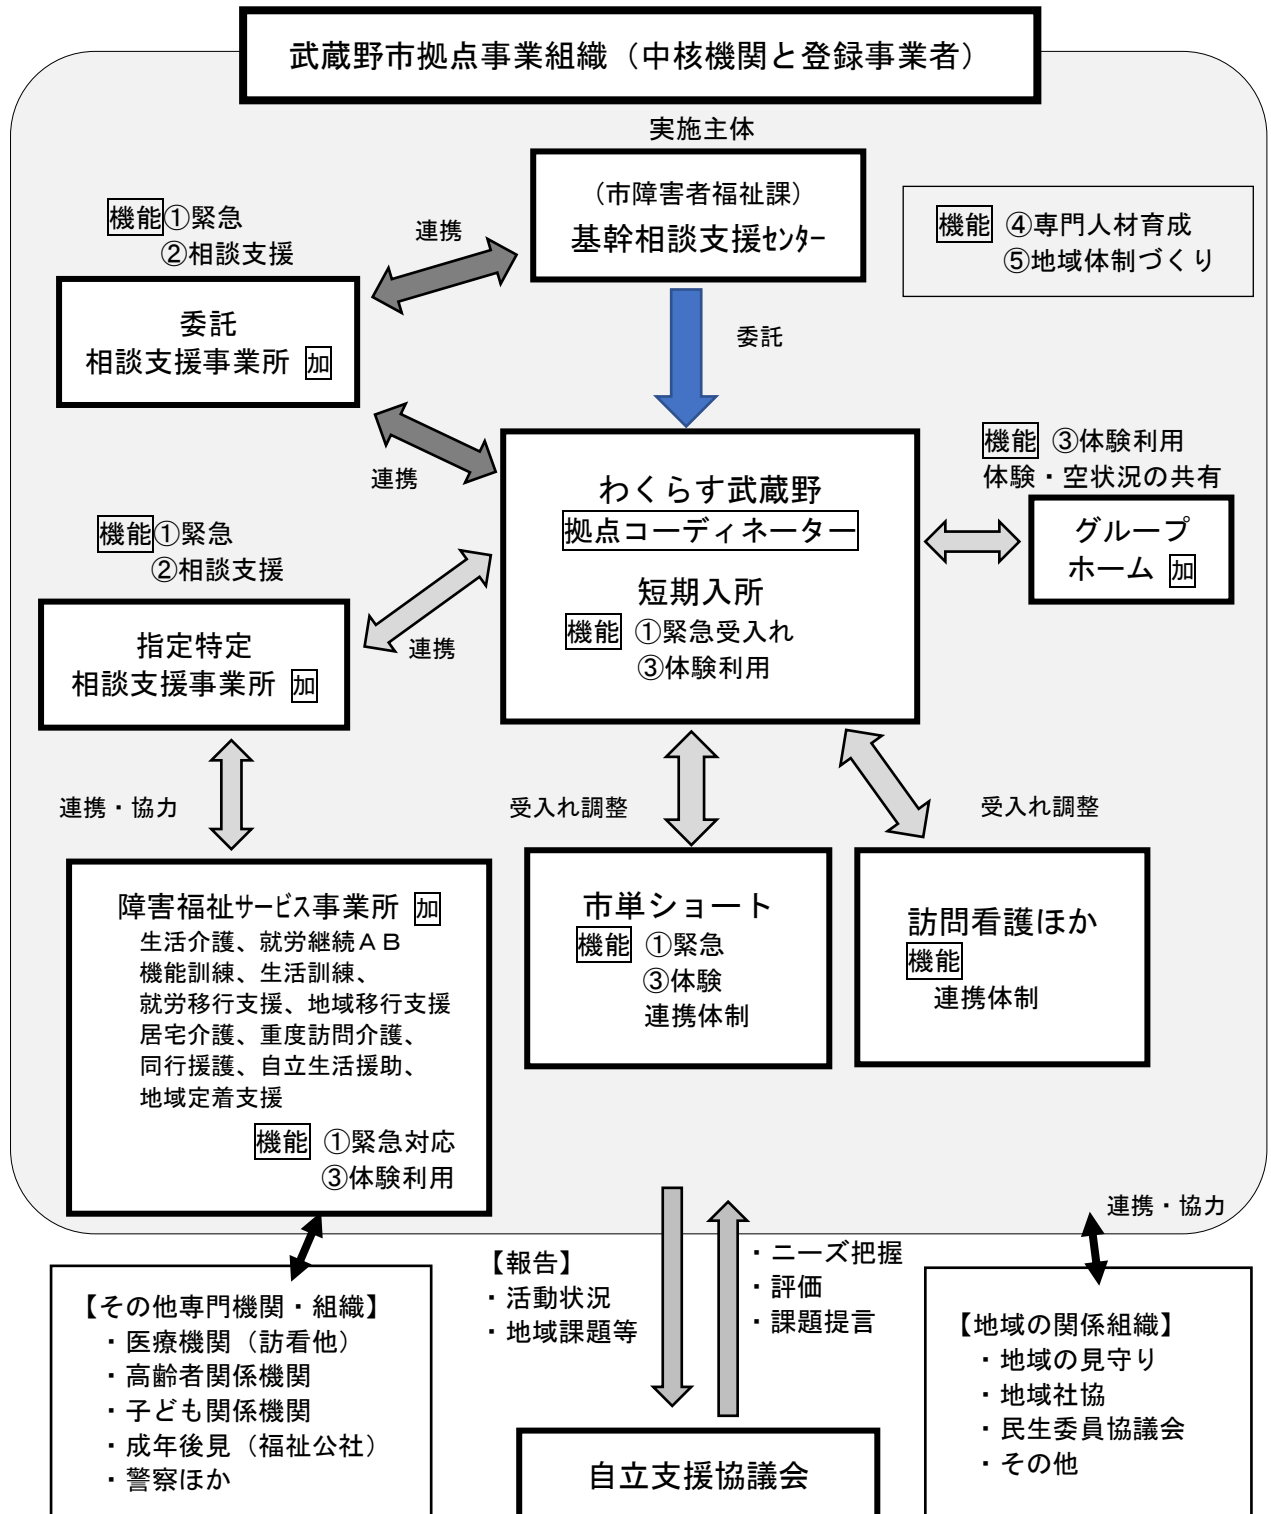 武蔵野市拠点事業組織（中核機関と登録事業者）
実施主体
（市障害者福祉課）
基幹相談支援ｾﾝﾀｰ
機能 ④専門人材育成
⑤地域体制づくり
機能①緊急
②相談支援
連携
委託
相談支援事業所 加
委託
連携
わくらす武蔵野
拠点コーディネーター
短期入所
機能 ①緊急受入れ
③体験利用
機能 ③体験利用
体験・空状況の共有
グループ
ホーム 加
機能①緊急
②相談支援
連携
指定特定
相談支援事業所 加
連携・協力
受入れ調整
受入れ調整
障害福祉ｻｰﾋﾞｽ事業所 加
生活介護、就労継続ＡＢ
機能訓練、生活訓練、
就労移行支援、地域移行支援
居宅介護、重度訪問介護、
同行援護、自立生活援助、
地域定着支援
機能 ①緊急対応
③体験利用
市単ショート
機能 ①緊急
③体験
連携体制
訪問看護ほか
機能
連携体制
連携・協力
【報告】
・活動状況
・地域課題等
・ニーズ把握
・評価
・課題提言
【その他専門機関・組織】
・医療機関（訪看他）
・高齢者関係機関
・子ども関係機関
・成年後見（福祉公社）
・警察ほか
自立支援協議会
【地域の関係組織】
・地域の見守り
・地域社協
・民生委員協議会
・その他